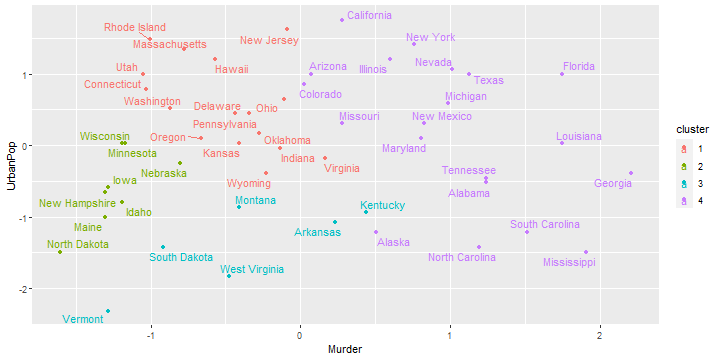 California
Rhode Island
New Jersey
New York
Massachusetts
Utah
Hawaii
Arizona
Illinois
Nevada
Florida
Connecticut
Colorado
Texas
Washington
Delaware
Ohio
Michigan
Pennsylvania
Missouri
New Mexico
Wisconsin
Oregon
Oklahoma
Louisiana
Minnesota
Kansas
Indiana
Maryland
Nebraska
Virginia
Tennessee
Iowa
Wyoming
Alabama
Georgia
New Hampshire
Idaho
Montana
Kentucky
Maine
Arkansas
South Carolina
North Dakota
South Dakota
Alaska
North Carolina
Mississippi
West Virginia
Vermont
1
0
-1
-2
UrbanPop
-1
0
1
2
Murder
cluster
a 1
a 2
a 3
a 4